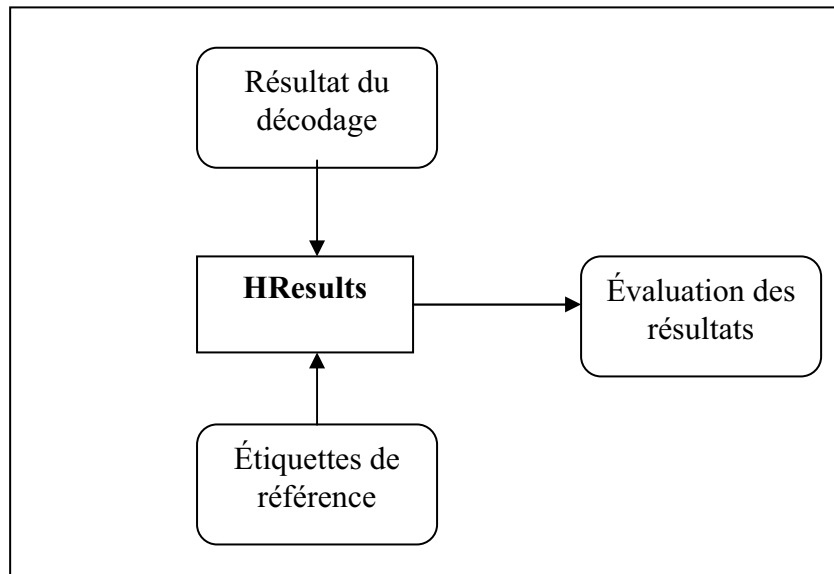 Résultat du
décodage
HResults
Évaluation des
résultats
Étiquettes de
référence